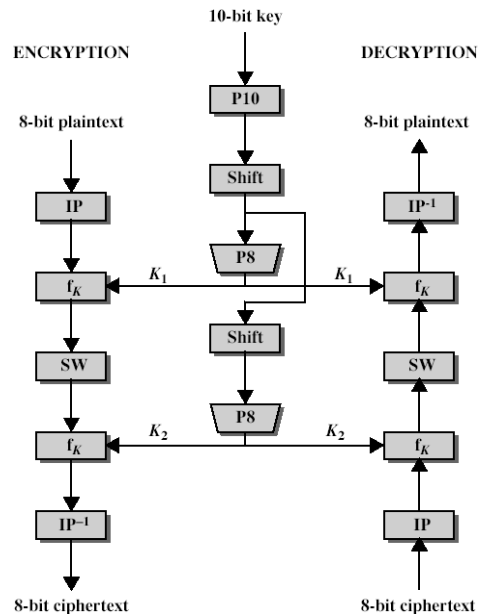 10-bit key
ENCRYPTION
DECRYPTION
P10
8-bit plaintext
8-bit plaintext
Shift
IP
IP-1
P8
K1
K1
fK
fK
Shift
SW
SW
P8
K2
K2
fK
fK
IP–1
IP
8-bit ciphertext
8-bit ciphertext